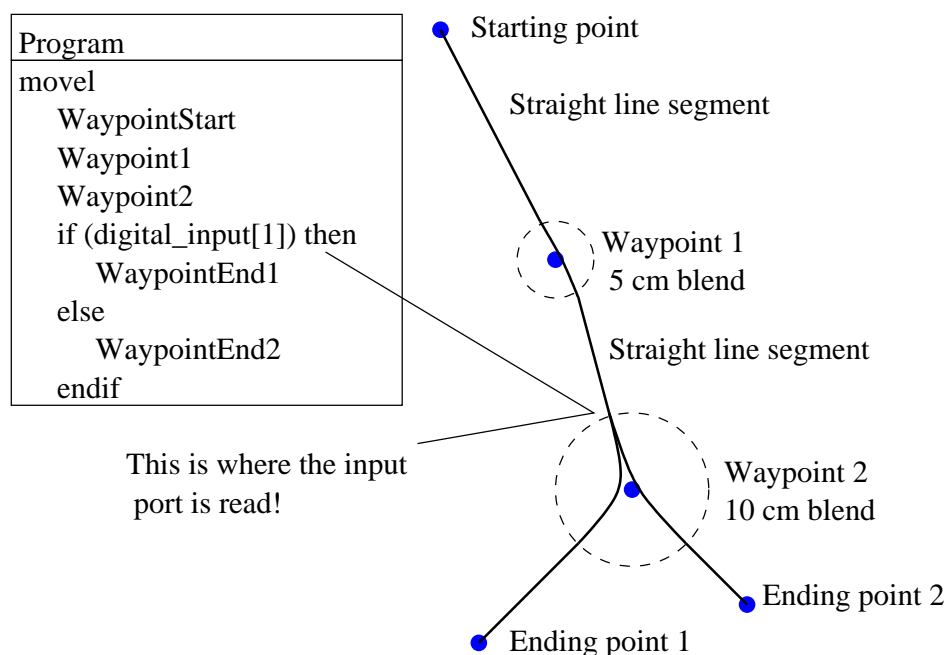 Program
movel
WaypointStart
Waypoint1
Waypoint2
if (digital_input[1]) then
WaypointEnd1
else
WaypointEnd2
endif
This is where the input
port is read!
Starting point
Straight line segment
Waypoint 1
5 cm blend
Straight line segment
Waypoint 2
10 cm blend
Ending point 2
Ending point 1